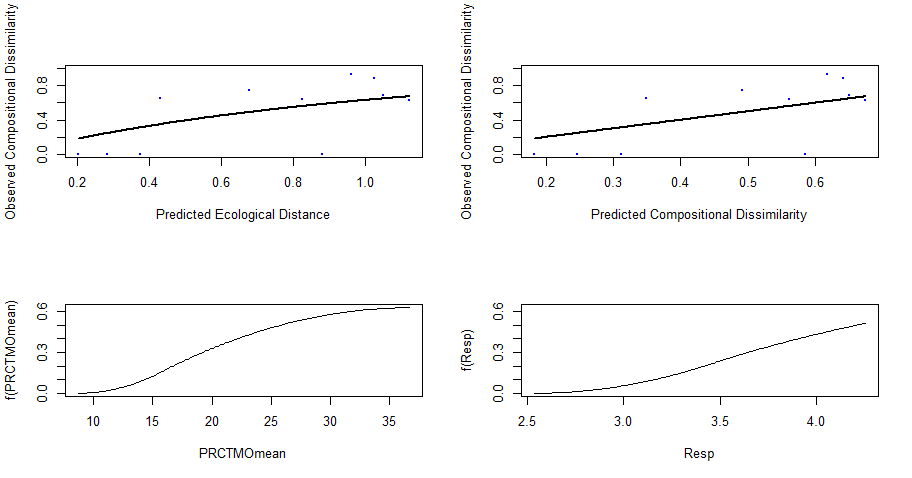 Observed Compositional Dissimilarity
0.0 0.4 0.8
0.2 0.4 0.6 0.8 1.0
Predicted Ecological Distance
Observed Compositional Dissimilarity
0.0 0.4 0.8
0.2 0.3 0.4 0.5 0.6
Predicted Compositional Dissimilarity
f(PRCTMOmean)
0.0 0.3 0.6
10 15 20 25 30 35
PRCTMOmean
f(Resp)
0.0 0.3 0.6
2.5 3.0 3.5 4.0
Resp